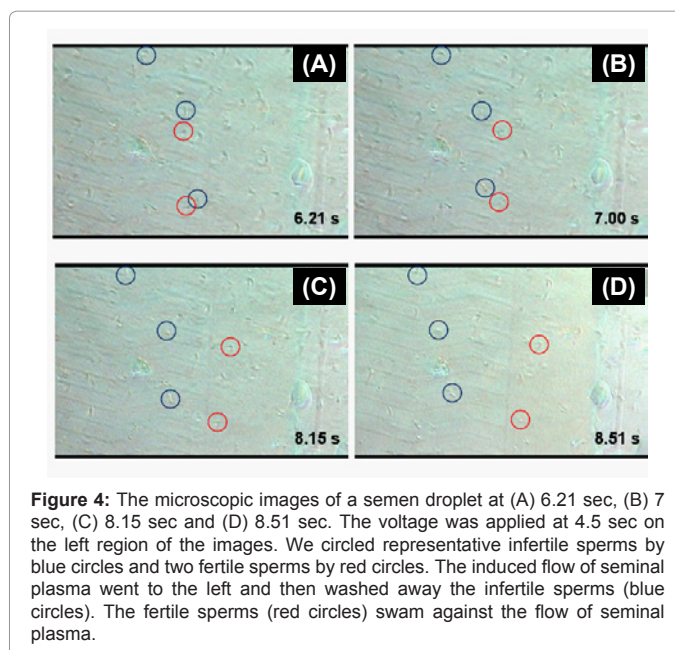 (A)
(B)
6.21 s
7.00 s
(C)
(D)
8.15 s
8.51 s
Figure 4: The microscopic images of a semen droplet at (A) 6.21 sec, (B) 7
sec, (C) 8.15 sec and (D) 8.51 sec. The voltage was applied at 4.5 sec on
the left region of the images. We circled representative infertile sperms by
blue circles and two fertile sperms by red circles. The induced flow of seminal
plasma went to the left and then washed away the infertile sperms (blue
circles). The fertile sperms (red circles) swam against the flow of seminal
plasma.